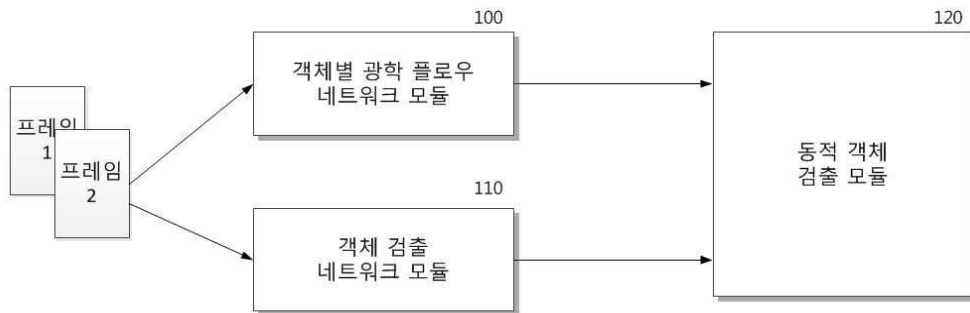 100
객체별 광학 플로우
네트워크 모듈
120
프레임
1
프레임
2
동적 객체
검출 모듈
110
객체 검출
네트워크 모듈